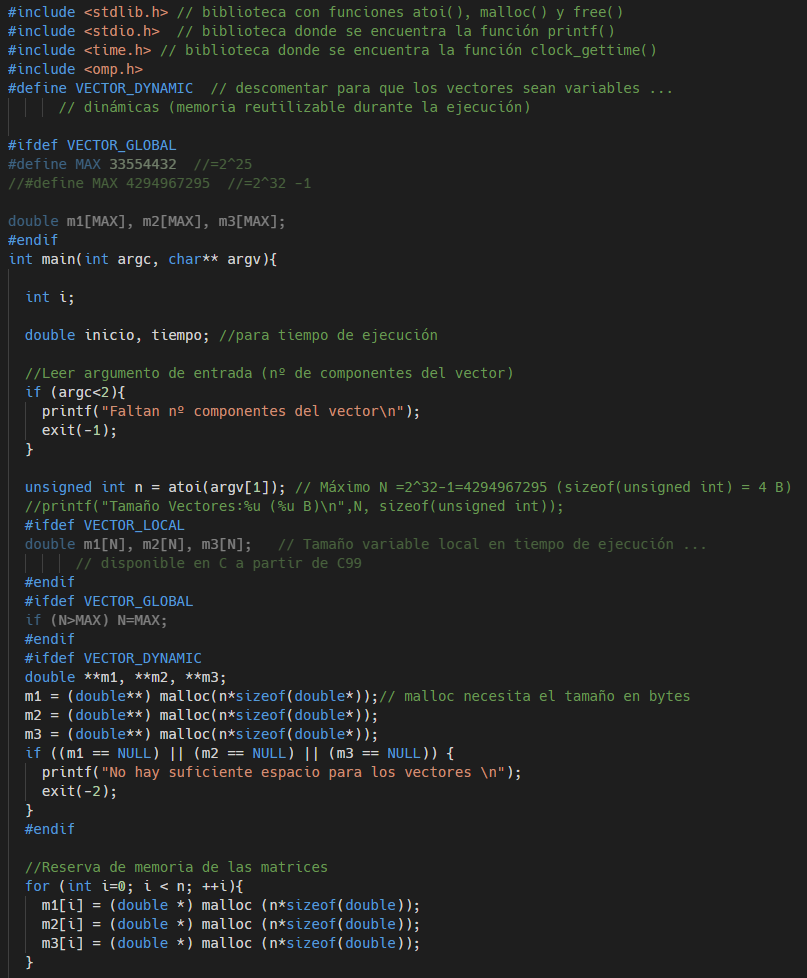 #include <stdlib.h> // biblioteca con funciones atoi(), malloc() y free()
#include <stdio.h>  // biblioteca donde se encuentra la función printf()
#include <time.h> // biblioteca donde se encuentra la función clock_gettime()
#include <omp.h>
#define VECTOR_DYNAMIC  // descomentar para que los vectores sean variables ...
      // dinámicas (memoria reutilizable durante la ejecución)

#ifdef VECTOR_GLOBAL
#define MAX 33554432  //=2^25
//#define MAX 4294967295  //=2^32 -1

double m1[MAX], m2[MAX], m3[MAX];
#endif
int main(int argc, char** argv){

  int i;

  double inicio, tiempo; //para tiempo de ejecución

  //Leer argumento de entrada (nº de componentes del vector)
  if (argc<2){
    printf("Faltan nº componentes del vector\n");
    exit(-1);
  }

  unsigned int n = atoi(argv[1]); // Máximo N =2^32-1=4294967295 (sizeof(unsigned int) = 4 B)
  //printf("Tamaño Vectores:%u (%u B)\n",N, sizeof(unsigned int));
  #ifdef VECTOR_LOCAL
  double m1[N], m2[N], m3[N];   // Tamaño variable local en tiempo de ejecución ...
        // disponible en C a partir de C99
  #endif
  #ifdef VECTOR_GLOBAL
  if (N>MAX) N=MAX;
  #endif
  #ifdef VECTOR_DYNAMIC
  double **m1, **m2, **m3;
  m1 = (double**) malloc(n*sizeof(double*));// malloc necesita el tamaño en bytes
  m2 = (double**) malloc(n*sizeof(double*));
  m3 = (double**) malloc(n*sizeof(double*));
  if ((m1 == NULL) || (m2 == NULL) || (m3 == NULL)) {
    printf("No hay suficiente espacio para los vectores \n");
    exit(-2);
  }
  #endif

  //Reserva de memoria de las matrices
  for (int i=0; i < n; ++i){
    m1[i] = (double *) malloc (n*sizeof(double));
    m2[i] = (double *) malloc (n*sizeof(double));
    m3[i] = (double *) malloc (n*sizeof(double));
  }